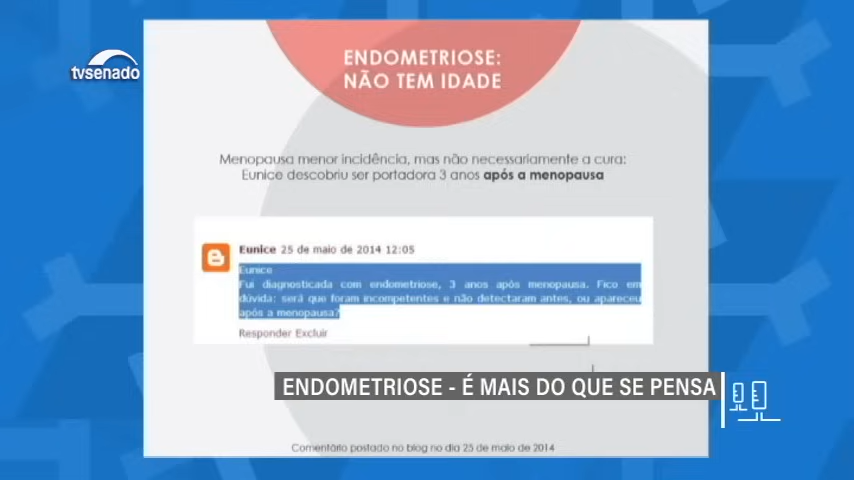 tvsenado
ENDOMETRIOSE:
NÃO TEM IDADE
Menopausa menor incidência, mas não necessariamente a cura:
Eunice descobriu ser portadora 3 anos após a menopausa
Eunice 25 de maio de 2014 12:05
Eunice
Fui diagnosticada com endometriose, 3 anos após menopausa. Fico em
dúvida: será que foram incompetentes e não detectaram antes, ou apareceu
após a menopausa?
Responder Excluir
ENDOMETRIOSE - É MAIS DO QUE SE PENSA
Comentário postado no blog no dia 25 de maio de 2014